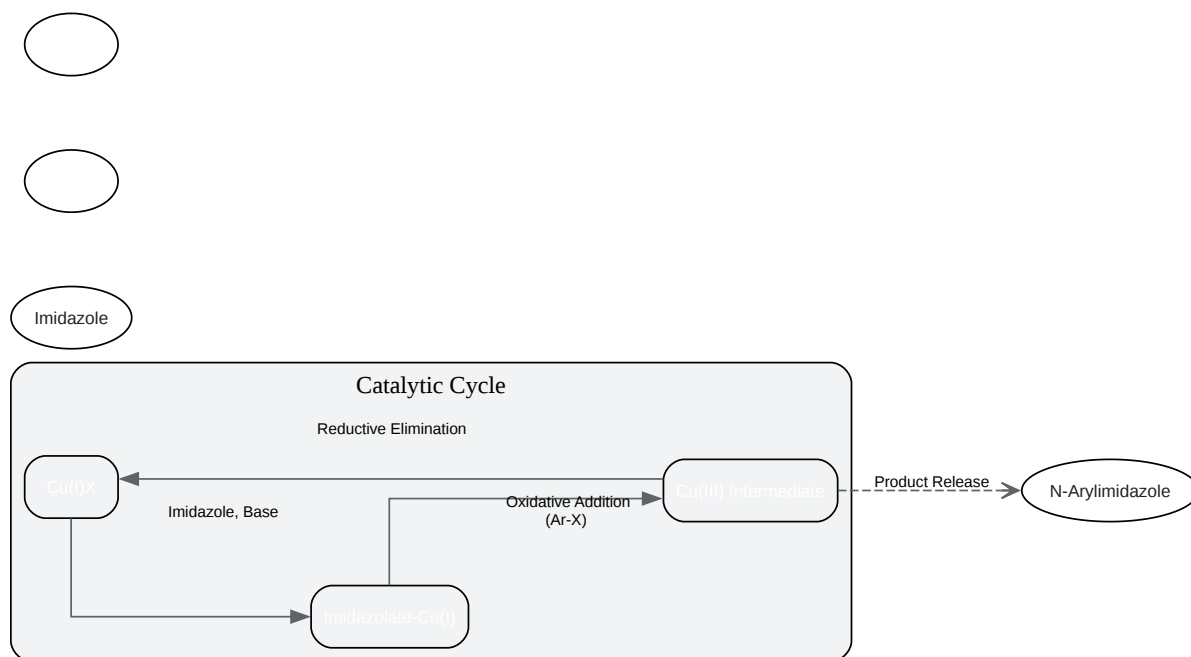 Imidazole
Catalytic Cycle
Reductive Elimination
Cu(I)X
Cu(III) Intermediate
Product Release
N-Arylimidazole
Imidazole, Base
Oxidative Addition
(Ar-X)
Imidazolate-Cu(I)